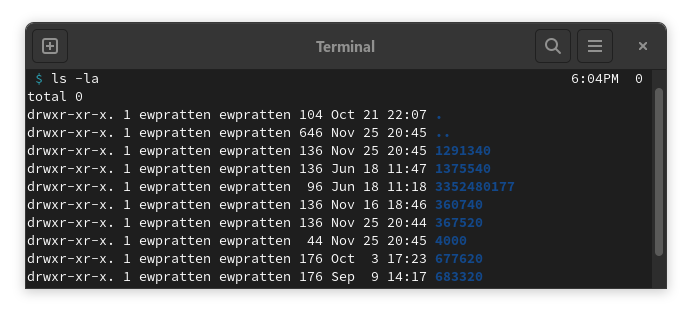 Terminal
$ ls -la 6:04PM 0
total 0
drwxr-xr-x. 1 ewpratten ewpratten 104 Oct 21 22:07 .
drwxr-xr-x. 1 ewpratten ewpratten 646 Nov 25 20:45 ..
drwxr-xr-x. 1 ewpratten ewpratten 136 Nov 25 20:45 1291340
drwxr-xr-x. 1 ewpratten ewpratten 136 Jun 18 11:47 1375540
drwxr-xr-x. 1 ewpratten ewpratten  96 Jun 18 11:18 3352480177
drwxr-xr-x. 1 ewpratten ewpratten 136 Nov 16 18:46 360740
drwxr-xr-x. 1 ewpratten ewpratten 136 Nov 25 20:44 367520
drwxr-xr-x. 1 ewpratten ewpratten  44 Nov 25 20:45 4000
drwxr-xr-x. 1 ewpratten ewpratten 176 Oct  3 17:23 677620
drwxr-xr-x. 1 ewpratten ewpratten 176 Sep  9 14:17 683320